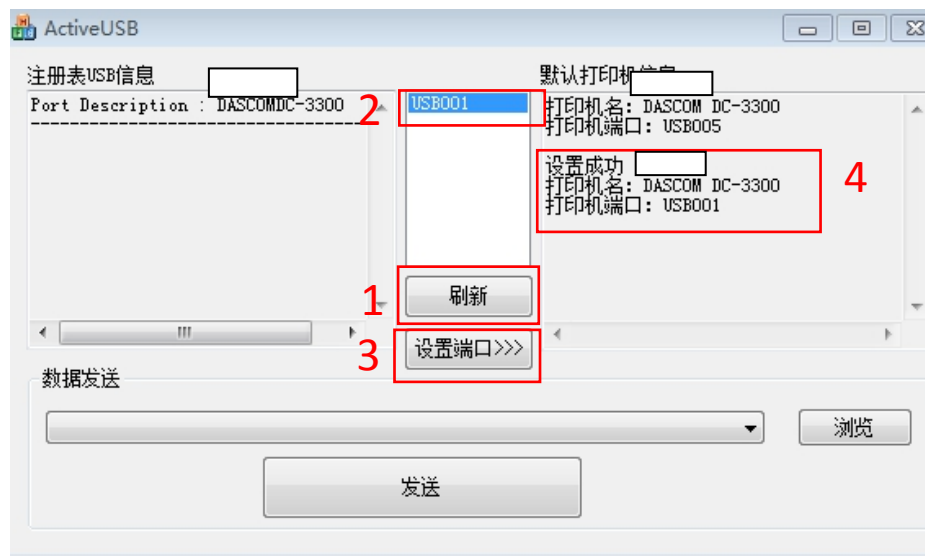 ActiveUSB
注册表USB信息
Port Description : DASCOMDC-3300
--------------------------------
2
USB001
默认打印机信息
打印机名: DASCOM DC-3300
打印机端口: USB005
设置成功
打印机名: DASCOM DC-3300
打印机端口: USB001
4
1
刷新
3
设置端口>>>
数据发送
浏览
发送